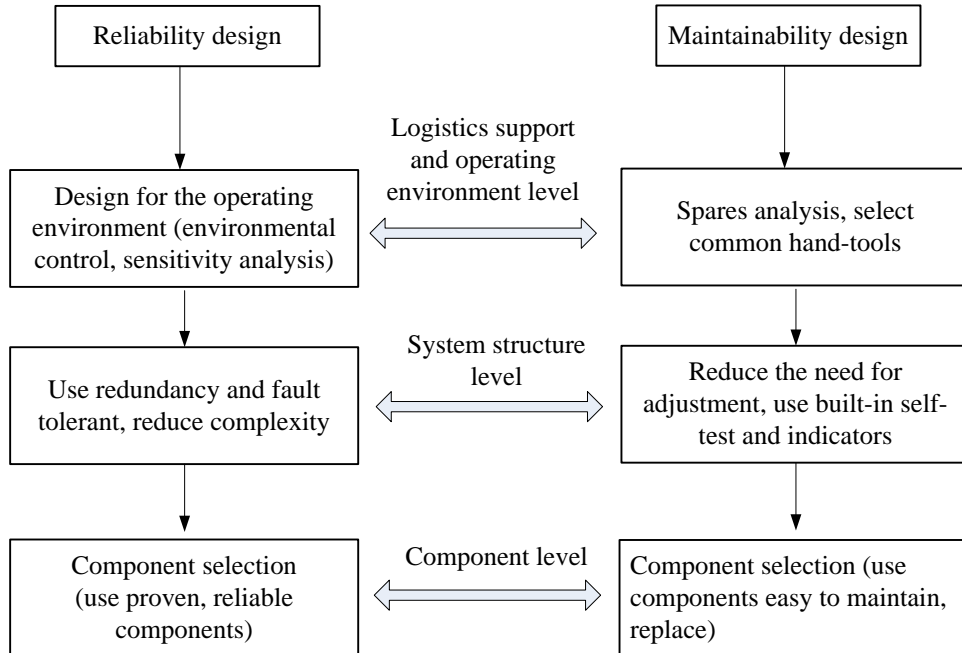 Reliability design
Maintainability design
Logistics support
and operating
environment level
Design for the operating
environment (environmental
control, sensitivity analysis)
Spares analysis, select
common hand-tools
System structure
level
Use redundancy and fault
tolerant, reduce complexity
Reduce the need for
adjustment, use built-in self-
test and indicators
Component level
Component selection
(use proven, reliable
components)
Component selection (use
components easy to maintain,
replace)